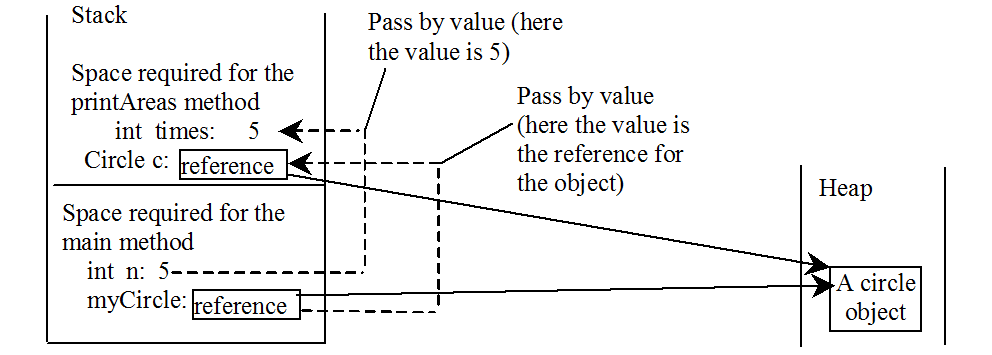 Stack
Space required for the
printAreas method
int times: 5
Circle c: reference
Space required for the
main method
int n: 5
myCircle: reference
Pass by value (here
the value is 5)
Pass by value
(here the value is
the reference for
the object)
Heap
A circle
object